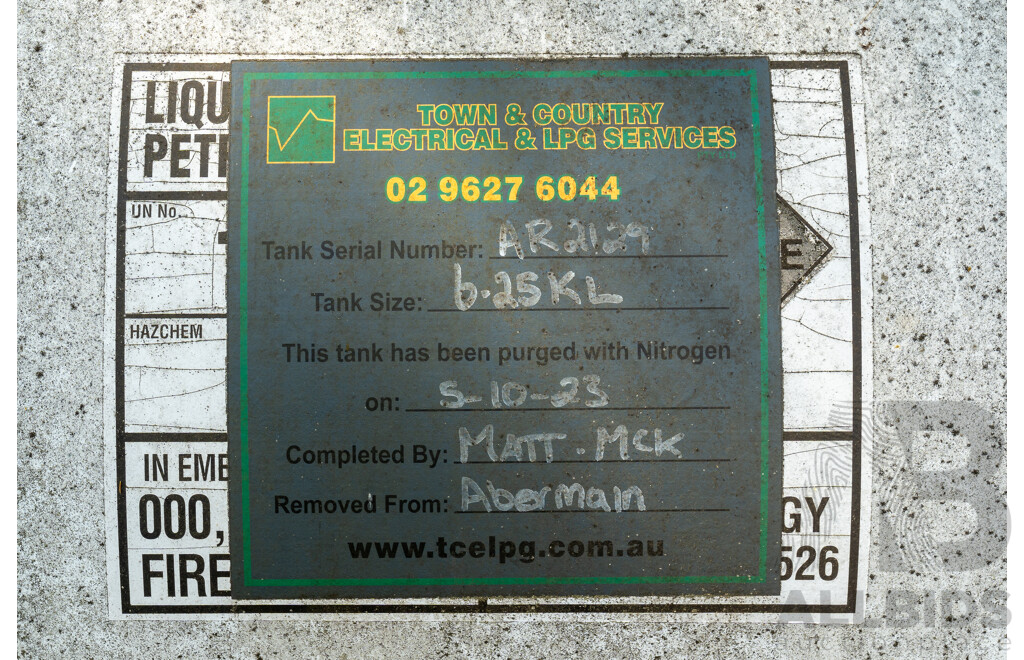 LIQU
PETR
UN No.
HAZCHEM
IN EME
000,
FIRE
TOWN & COUNTRY
ELECTRICAL & LPG SERVICES
02 9627 6044
Tank Serial Number: AR2129
Tank Size: 6.25KL
This tank has been purged with Nitrogen
on: 5-10-23
Completed By: MATT. MCK
Removed From: Abermain
www.tcelpg.com.au
E
GY
526
B
ALLBIDS